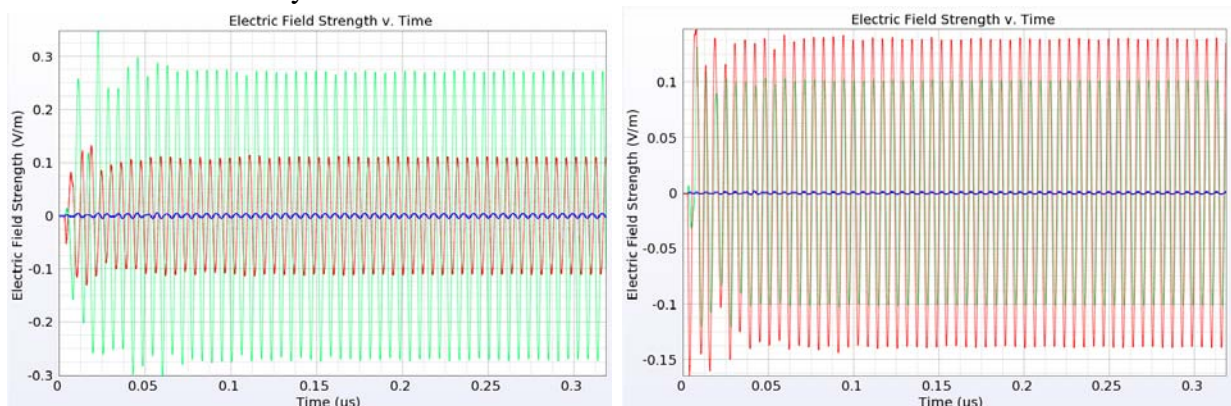 Electric Field Strength v. Time
Electric Field Strength (V/m)
0.3
0.2
0.1
0
-0.1
-0.2
-0.3
0 0.05 0.1 0.15 0.2 0.25 0.3
Time (us)
Electric Field Strength v. Time
Electric Field Strength (V/m)
0.1
0.05
0
-0.05
-0.1
-0.15
0 0.05 0.1 0.15 0.2 0.25 0.3
Time (us)